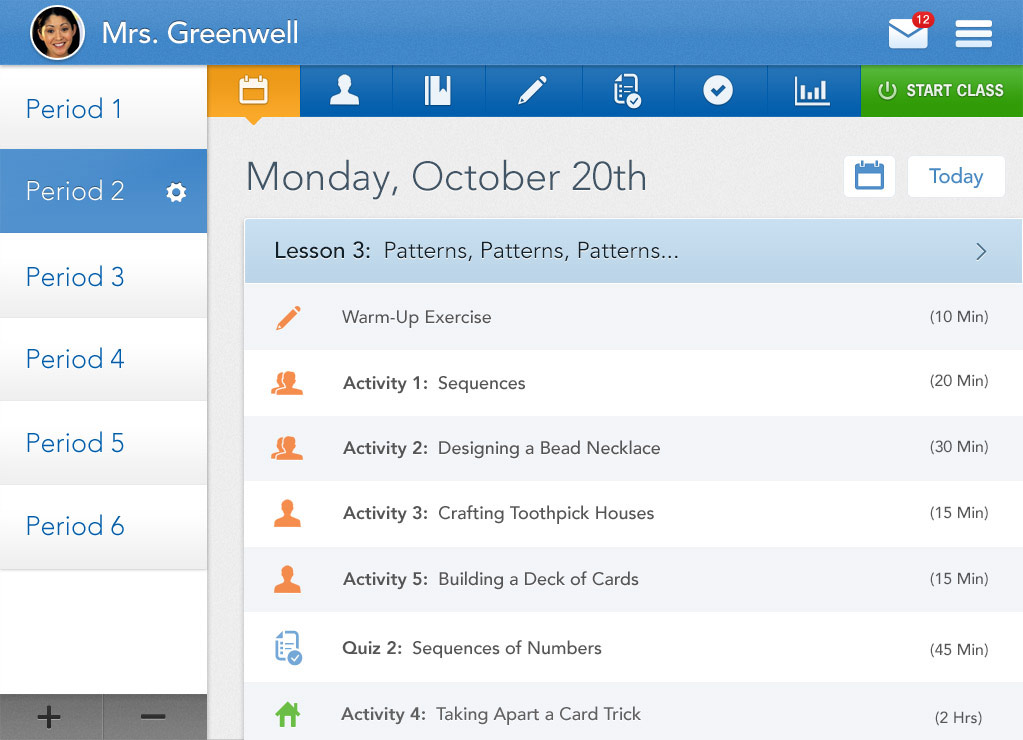 Mrs. Greenwell
12
Period 1
Period 2
Period 3
Period 4
Period 5
Period 6
START CLASS
Monday, October 20th
Today
Lesson 3: Patterns, Patterns, Patterns...
Warm-Up Exercise (10 Min)
Activity 1: Sequences (20 Min)
Activity 2: Designing a Bead Necklace (30 Min)
Activity 3: Crafting Toothpick Houses (15 Min)
Activity 5: Building a Deck of Cards (15 Min)
Quiz 2: Sequences of Numbers (45 Min)
Activity 4: Taking Apart a Card Trick (2 Hrs)